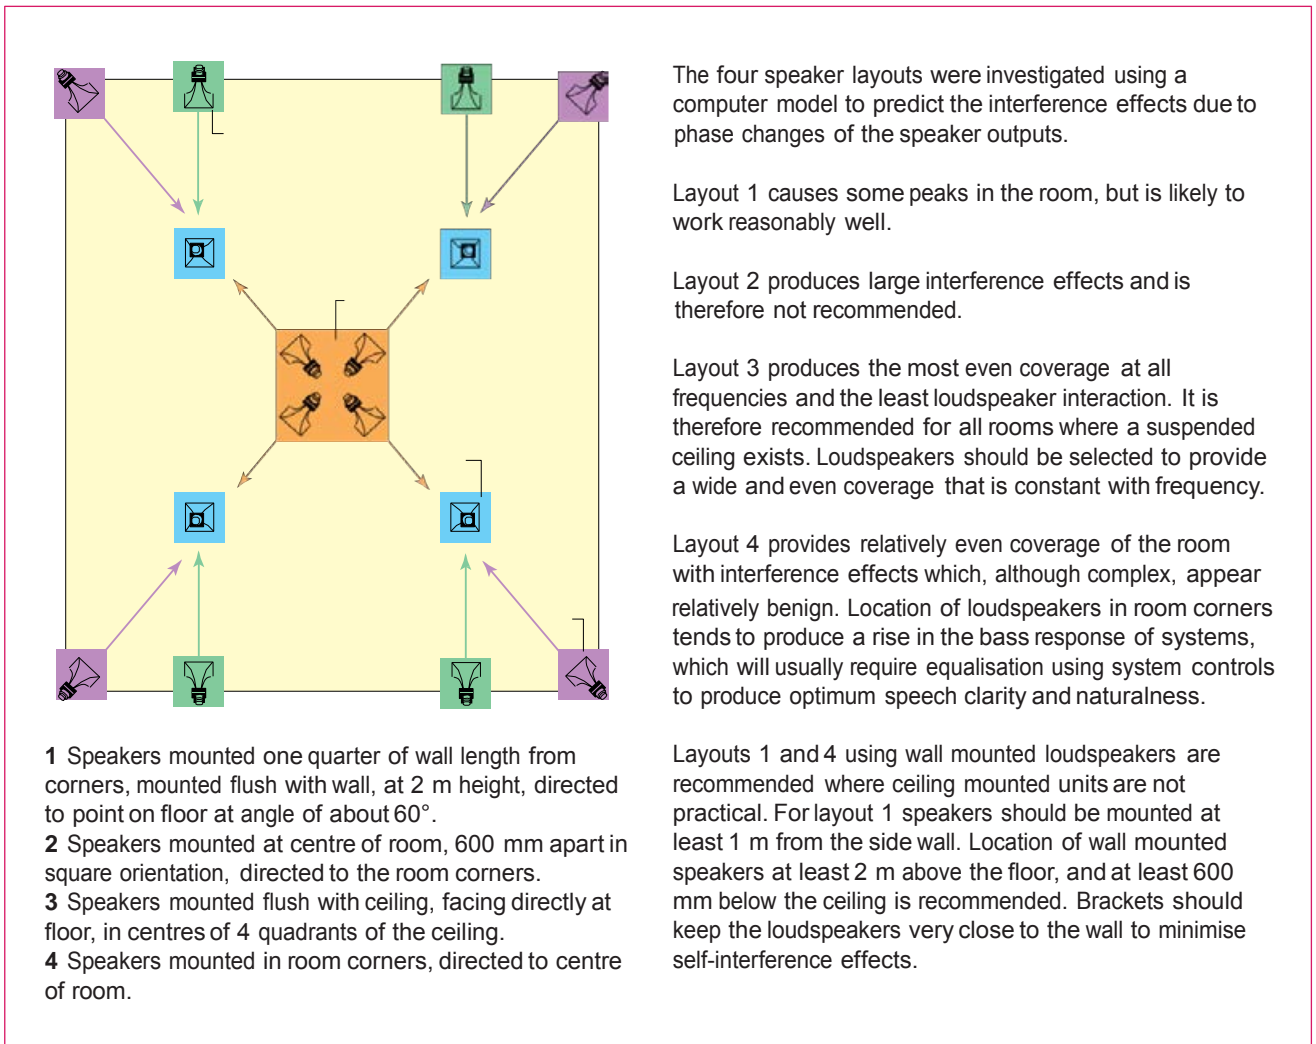 The four speaker layouts were investigated using a
computer model to predict the interference effects due to
phase changes of the speaker outputs.
Layout 1 causes some peaks in the room, but is likely to
work reasonably well.
Layout 2 produces large interference effects and is
therefore not recommended.
Layout 3 produces the most even coverage at all
frequencies and the least loudspeaker interaction. It is
therefore recommended for all rooms where a suspended
ceiling exists. Loudspeakers should be selected to provide
a wide and even coverage that is constant with frequency.
Layout 4 provides relatively even coverage of the room
with interference effects which, although complex, appear
relatively benign. Location of loudspeakers in room corners
tends to produce a rise in the bass response of systems,
which will usually require equalisation using system controls
to produce optimum speech clarity and naturalness.
Layouts 1 and 4 using wall mounted loudspeakers are
recommended where ceiling mounted units are not
practical. For layout 1 speakers should be mounted at
least 1 m from the side wall. Location of wall mounted
speakers at least 2 m above the floor, and at least 600
mm below the ceiling is recommended. Brackets should
keep the loudspeakers very close to the wall to minimise
self-interference effects.
1 Speakers mounted one quarter of wall length from
corners, mounted flush with wall, at 2 m height, directed
to point on floor at angle of about 60°.
2 Speakers mounted at centre of room, 600 mm apart in
square orientation, directed to the room corners.
3 Speakers mounted flush with ceiling, facing directly at
floor, in centres of 4 quadrants of the ceiling.
4 Speakers mounted in room corners, directed to centre
of room.